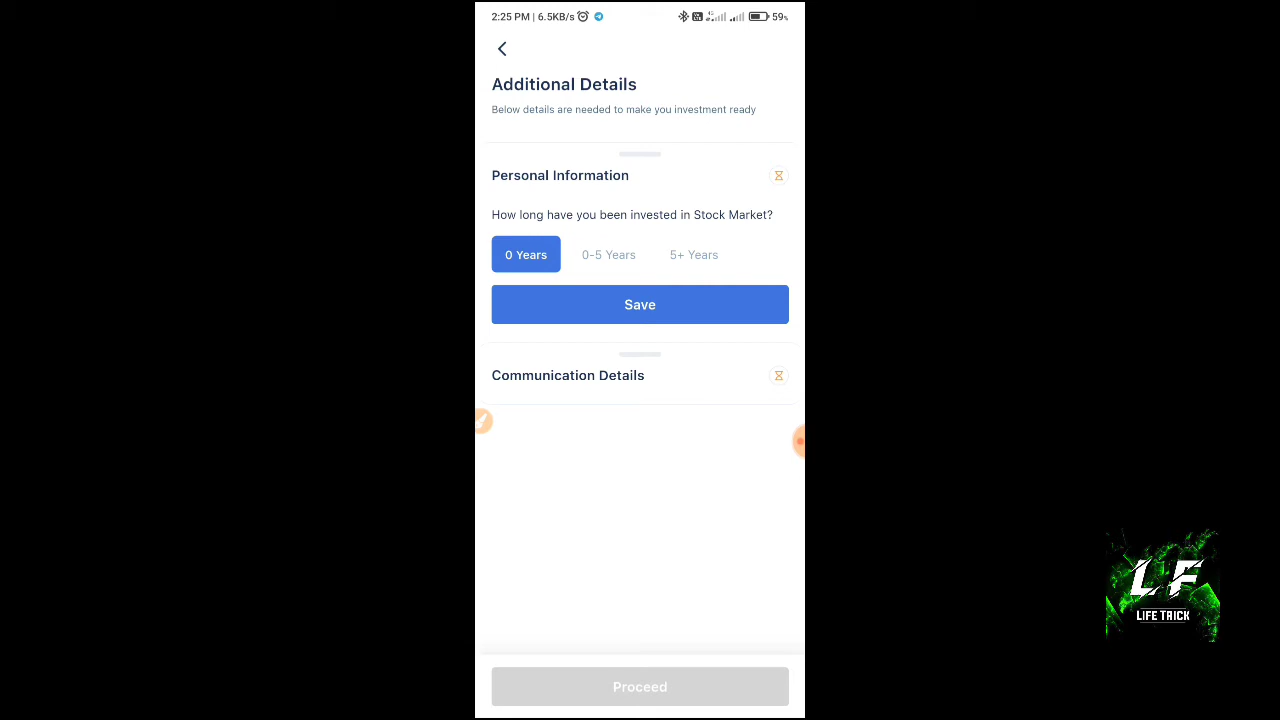 2:25 PM | 6.5KB/s 59%
Additional Details
Below details are needed to make you investment ready
Personal Information
How long have you been invested in Stock Market?
0 Years 0-5 Years 5+ Years
Save
Communication Details
Proceed
LF
LIFE TRICK